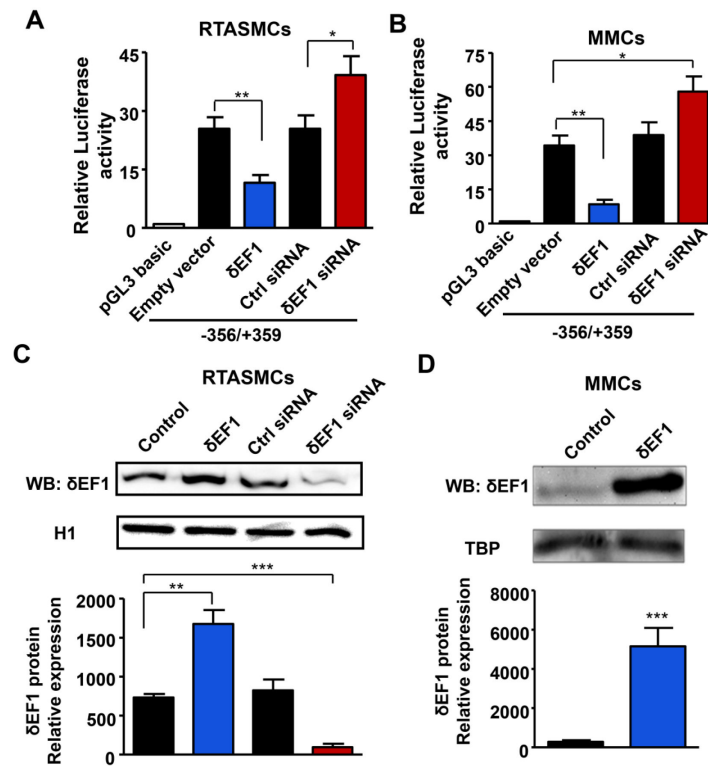 A
RTASMCs
Relative Luciferase activity
45
30
15
0
**
*
pGL3 basic
Empty vector
δEF1
Ctrl siRNA
δEF1 siRNA
-356/+359
B
MMCs
Relative Luciferase activity
75
60
45
30
15
0
**
*
pGL3 basic
Empty vector
δEF1
Ctrl siRNA
δEF1 siRNA
-356/+359
C
RTASMCs
Control
δEF1
Ctrl siRNA
δEF1 siRNA
WB: δEF1
H1
δEF1 protein
Relative expression
2000
1500
1000
500
0
**
***
D
MMCs
Control
δEF1
WB: δEF1
TBP
δEF1 protein
Relative expression
8000
6000
4000
2000
0
***